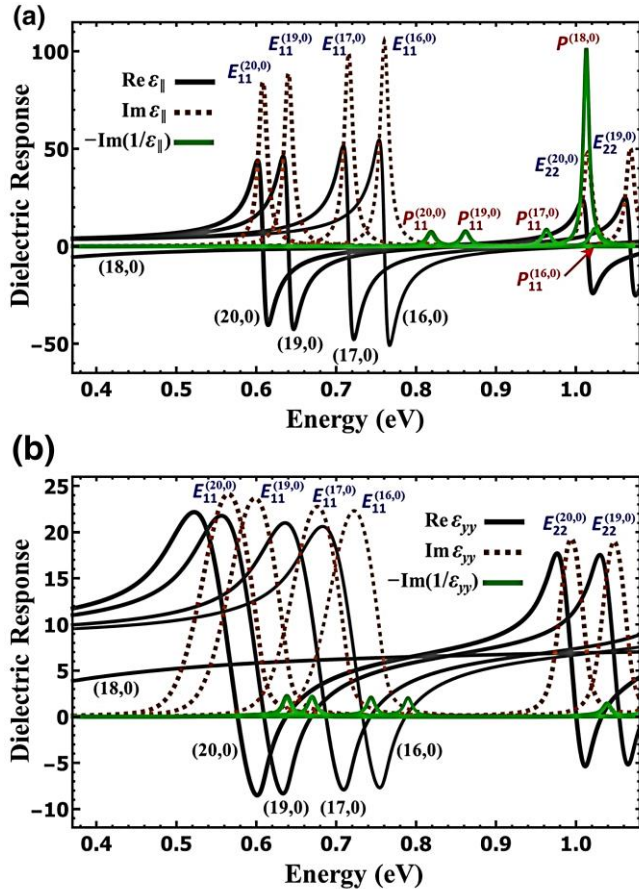 (a)
Dielectric Response
100
50
0
−50
E₁₁^(20,0)
E₁₁^(19,0)
E₁₁^(17,0)
E₁₁^(16,0)
P^(18,0)
Re ε∥
Im ε∥
−Im(1/ε∥)
E₂₂^(20,0)
E₂₂^(19,0)
P₁₁^(20,0)
P₁₁^(19,0)
P₁₁^(17,0)
P₁₁^(16,0)
(18,0)
(20,0)
(19,0)
(17,0)
(16,0)
0.4 0.5 0.6 0.7 0.8 0.9 1.0
Energy (eV)
(b)
Dielectric Response
25
20
15
10
5
0
−5
−10
E₁₁^(20,0)
E₁₁^(19,0)
E₁₁^(17,0)
E₁₁^(16,0)
E₂₂^(20,0)
E₂₂^(19,0)
Re εyy
Im εyy
−Im(1/εyy)
(18,0)
(20,0)
(19,0)
(17,0)
(16,0)
0.4 0.5 0.6 0.7 0.8 0.9 1.0
Energy (eV)